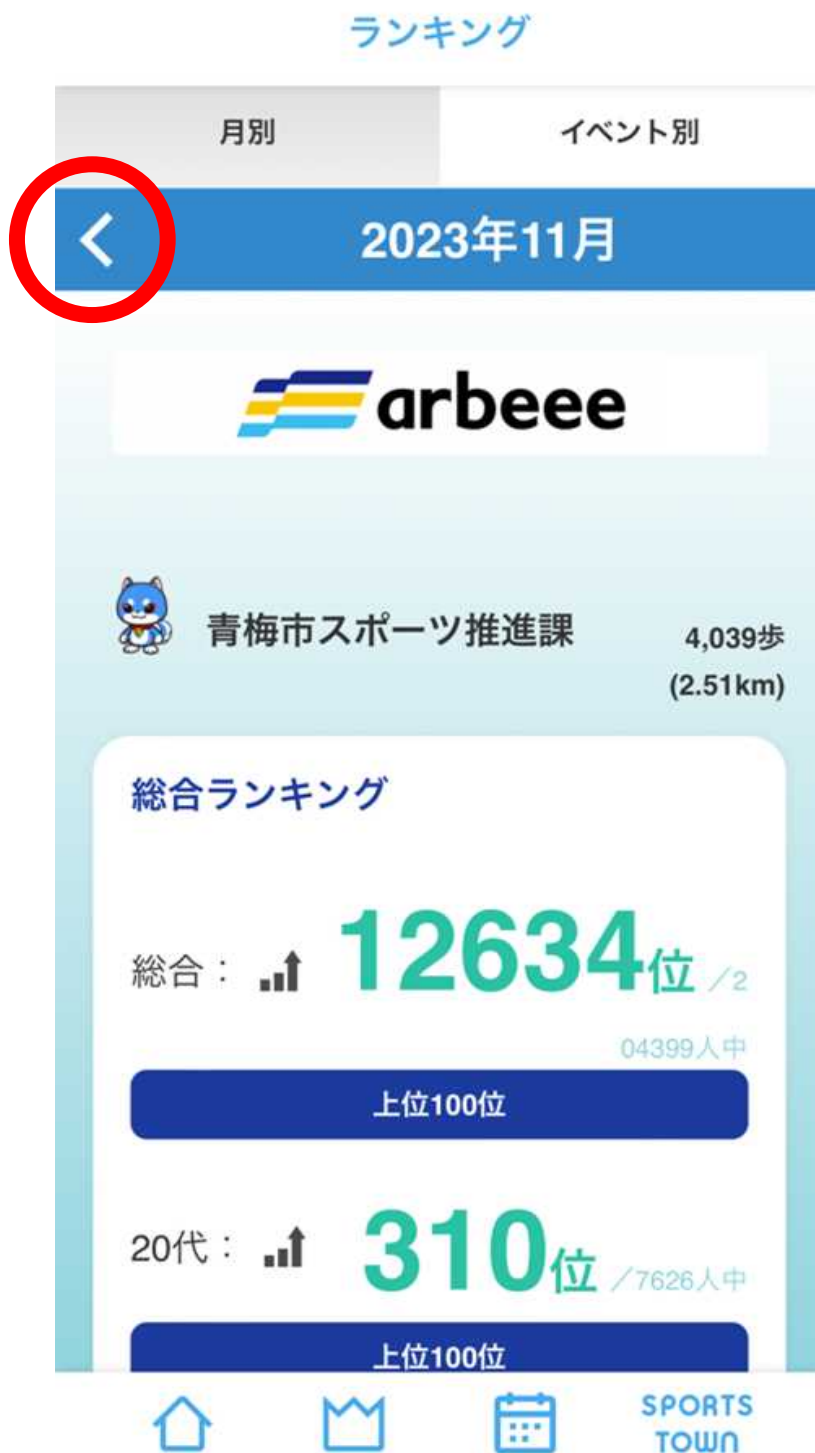 ランキング
月別 イベント別
2023年11月
arbeee
青梅市スポーツ推進課 4,039歩
(2.51km)
総合ランキング
総合： 12634位 ／2
04399人中
上位100位
20代： 310位 ／7626人中
上位100位
SPORTS
TOWN